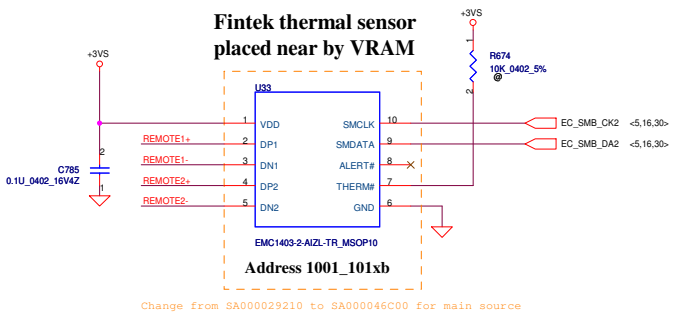 Fintek thermal sensor
placed near by VRAM
+3VS
+3VS
R674
10K_0402_5%
@
1
2
U33
1 VDD SMCLK 10
REMOTE1+ 2 DP1 SMDATA 9
REMOTE1- 3 DN1 ALERT# 8
REMOTE2+ 4 DP2 THERM# 7
REMOTE2- 5 DN2 GND 6
EC_SMB_CK2 <5,16,30>
EC_SMB_DA2 <5,16,30>
2
C785
0.1U_0402_16V4Z
1
EMC1403-2-AIZL-TR_MSOP10
Address 1001_101xb
Change from SA000029210 to SA000046C00 for main source